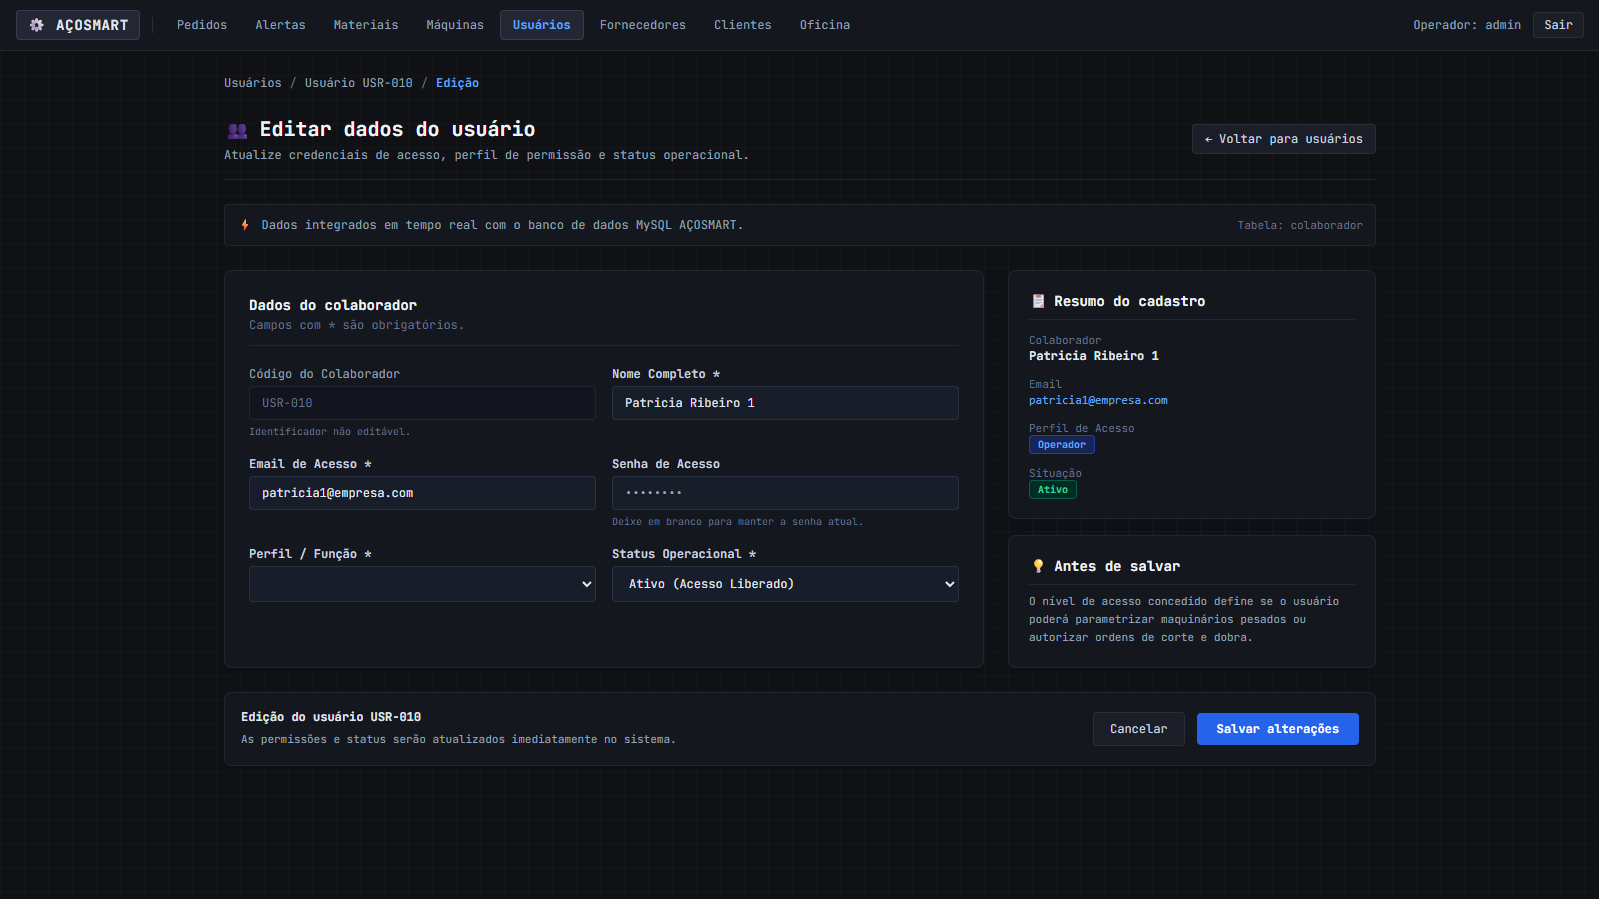 AÇOSMART
Pedidos
Alertas
Materiais
Máquinas
Usuários
Fornecedores
Clientes
Oficina
Operador: admin
Sair
Usuários / Usuário USR-010 / Edição
Editar dados do usuário
Atualize credenciais de acesso, perfil de permissão e status operacional.
← Voltar para usuários
Dados integrados em tempo real com o banco de dados MySQL AÇOSMART.
Tabela: colaborador
Dados do colaborador
Campos com * são obrigatórios.
Código do Colaborador
USR-010
Identificador não editável.
Nome Completo *
Patricia Ribeiro 1
Email de Acesso *
patricia1@empresa.com
Senha de Acesso
••••••••
Deixe em branco para manter a senha atual.
Perfil / Função *
Status Operacional *
Ativo (Acesso Liberado)
Resumo do cadastro
Colaborador
Patricia Ribeiro 1
Email
patricia1@empresa.com
Perfil de Acesso
Operador
Situação
Ativo
Antes de salvar
O nível de acesso concedido define se o usuário
poderá parametrizar maquinários pesados ou
autorizar ordens de corte e dobra.
Edição do usuário USR-010
As permissões e status serão atualizados imediatamente no sistema.
Cancelar
Salvar alterações